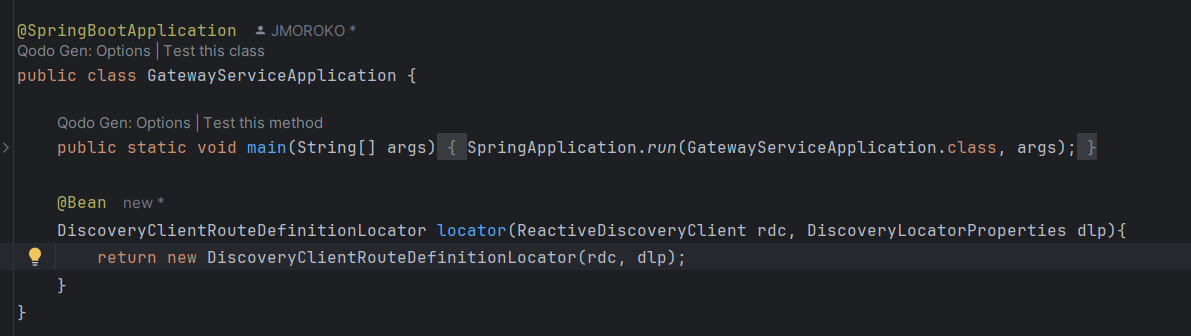 @SpringBootApplication JMOROKO *
Qodo Gen: Options | Test this class
public class GatewayServiceApplication {
Qodo Gen: Options | Test this method
public static void main(String[] args) { SpringApplication.run(GatewayServiceApplication.class, args); }
@Bean new *
DiscoveryClientRouteDefinitionLocator locator(ReactiveDiscoveryClient rdc, DiscoveryLocatorProperties dlp){
return new DiscoveryClientRouteDefinitionLocator(rdc, dlp);
}
}